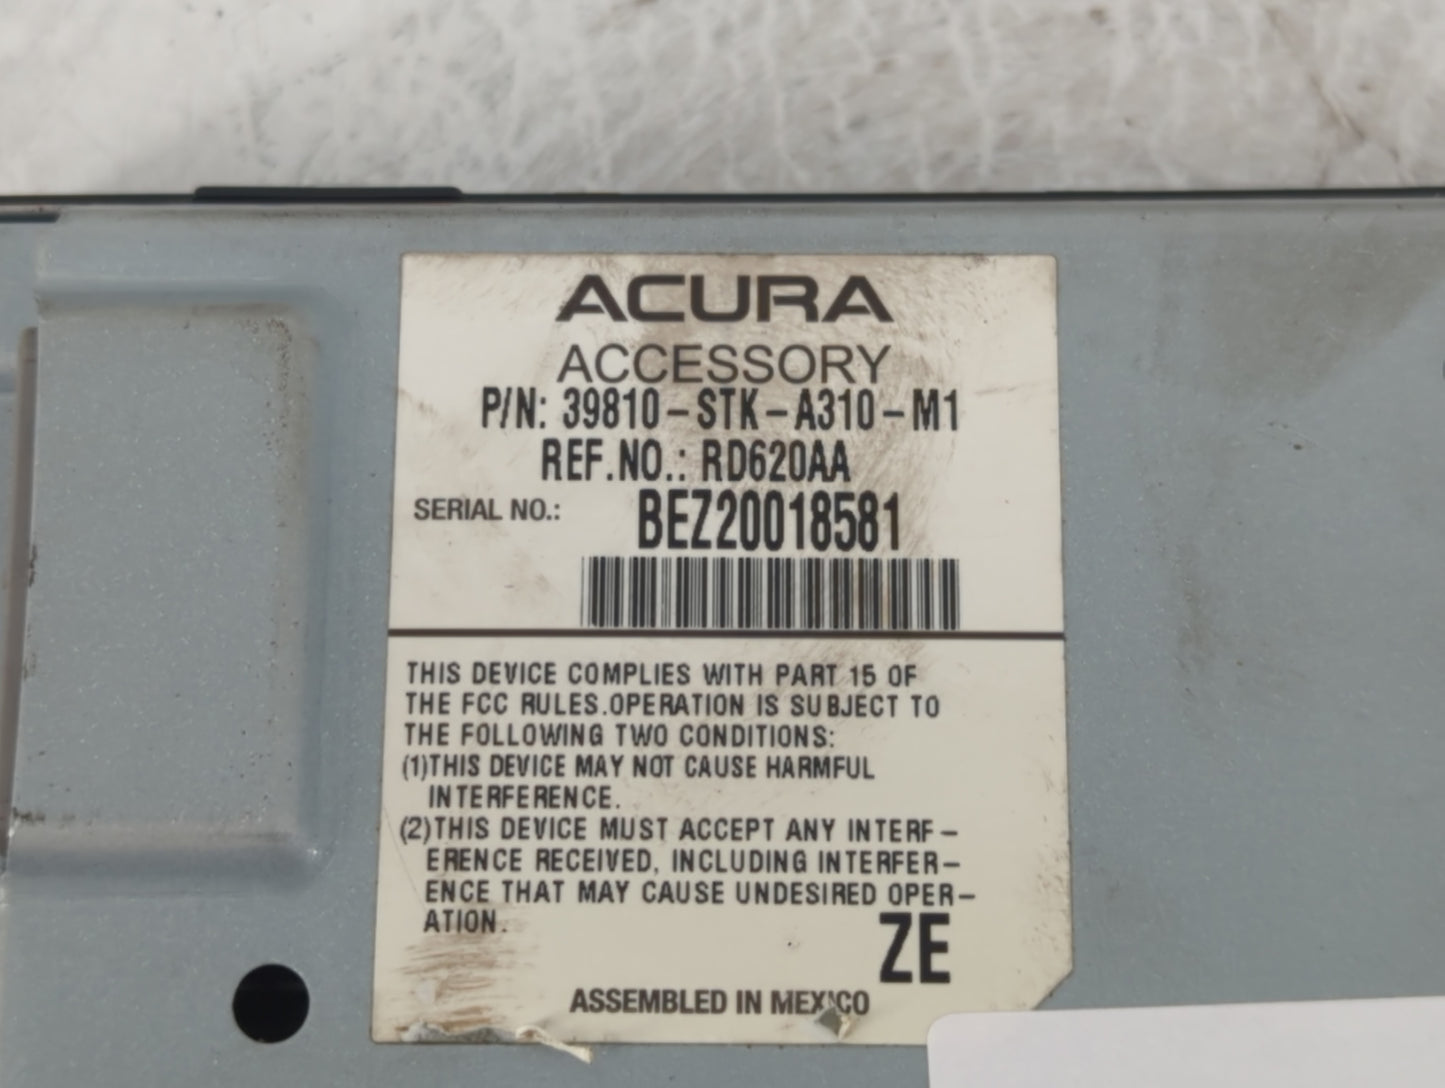 ACURA
ACCESSORY
P/N: 39810-STK-A310-M1
REF.NO.: RD620AA
SERIAL NO.: BEZ20018581
THIS DEVICE COMPLIES WITH PART 15 OF
THE FCC RULES.OPERATION IS SUBJECT TO
THE FOLLOWING TWO CONDITIONS:
(1)THIS DEVICE MAY NOT CAUSE HARMFUL
INTERFERENCE.
(2)THIS DEVICE MUST ACCEPT ANY INTERF-
ERENCE RECEIVED, INCLUDING INTERFER-
ENCE THAT MAY CAUSE UNDESIRED OPER-
ATION.
ZE
ASSEMBLED IN MEXICO